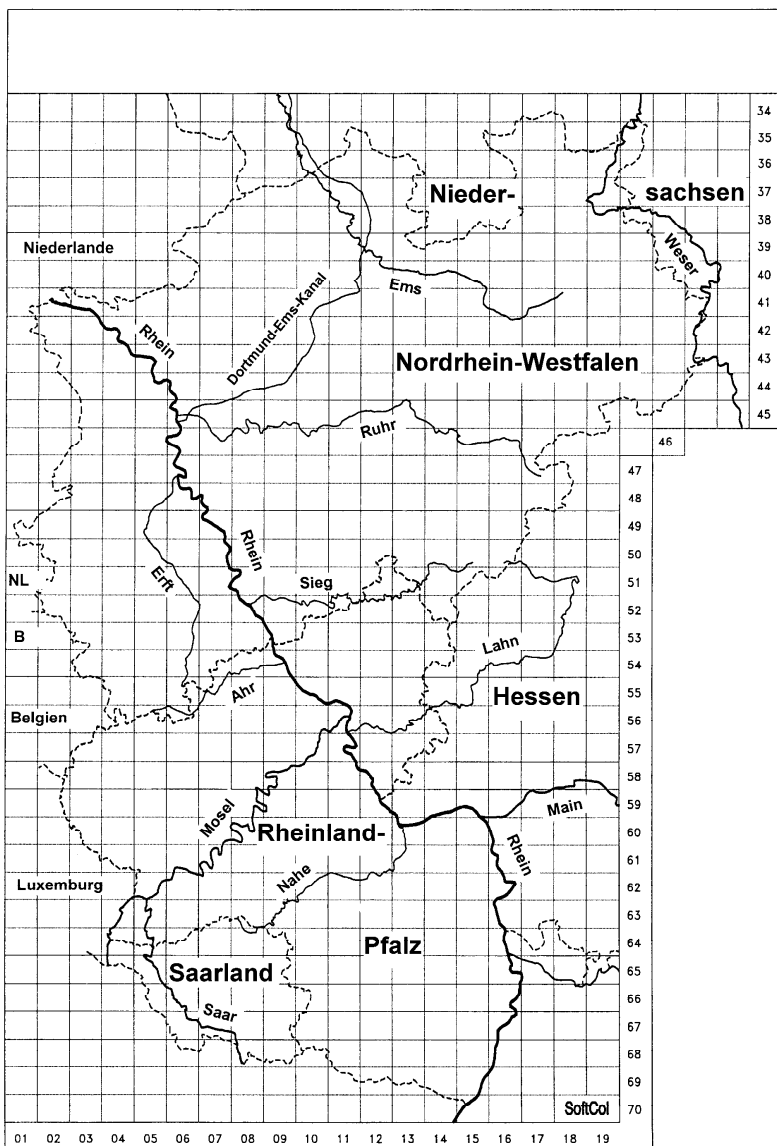 34
35
36
37
38
39
40
41
42
43
44
45
46
47
48
49
50
51
52
53
54
55
56
57
58
59
60
61
62
63
64
65
66
67
68
69
70
Nieder-
sachsen
Niederlande
Weser
Ems
Dortmund-Ems-Kanal
Rhein
Nordrhein-Westfalen
Ruhr
Rhein
Erft
NL
Sieg
B
Lahn
Ahr
Hessen
Belgien
Mosel
Main
Rheinland-
Rhein
Nahe
Luxemburg
Pfalz
Saarland
Saar
SoftCol
01 02 03 04 05 06 07 08 09 10 11 12 13 14 15 16 17 18 19